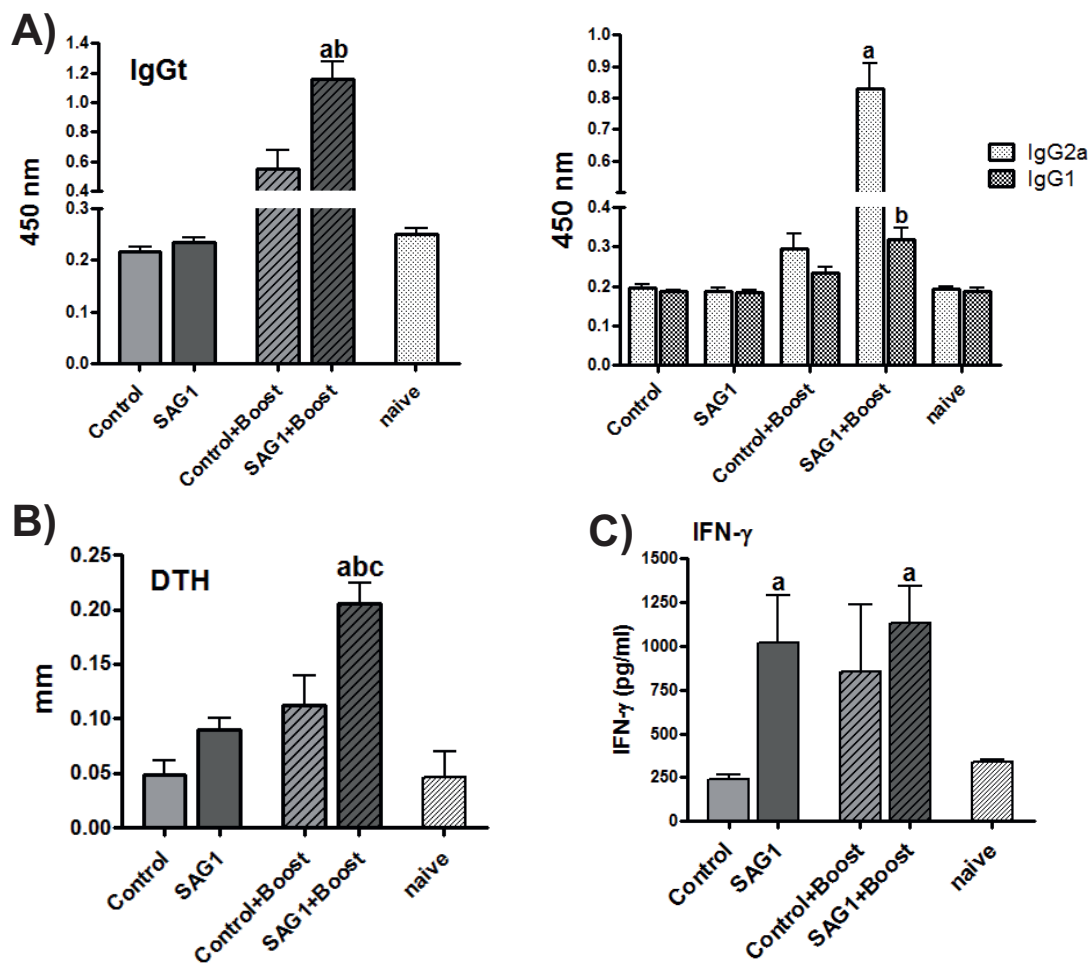 A)
IgGt
ab
450 nm
1.4
1.2
1.0
0.8
0.6
0.4
0.3
0.2
0.1
0.0
Control
SAG1
Control+Boost
SAG1+Boost
naive
a
b
450 nm
1.0
0.9
0.8
0.7
0.6
0.5
0.4
0.3
0.2
0.1
0.0
Control
SAG1
Control+Boost
SAG1+Boost
naive
IgG2a
IgG1
B)
DTH
abc
mm
0.25
0.20
0.15
0.10
0.05
0.00
Control
SAG1
Control+Boost
SAG1+Boost
naive
C)
IFN-γ
a
a
IFN-γ (pg/ml)
1500
1250
1000
750
500
250
0
Control
SAG1
Control+Boost
SAG1+Boost
naive